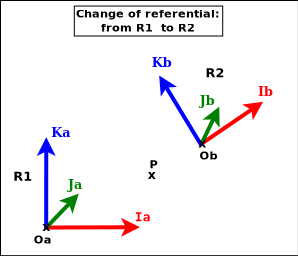 Change of referential:
from R1 to R2
Kb
R2
Ib
Jb
Ka
Ob
P
x
R1
Ja
Ia
x
x
Oa